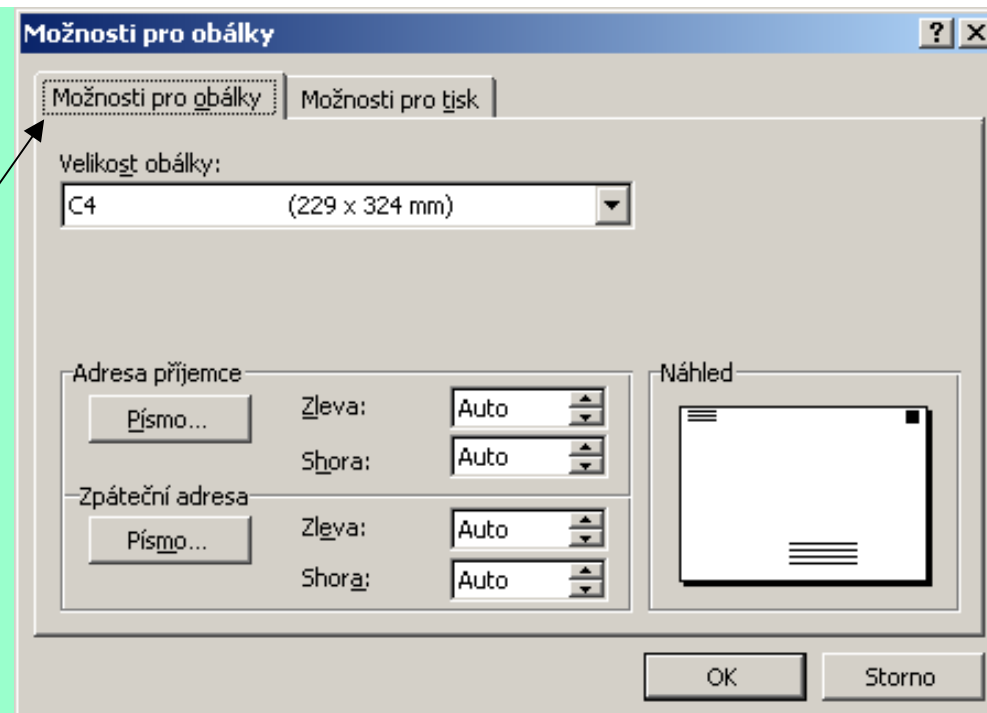 Možnosti pro obálky
Možnosti pro obálky Možnosti pro tisk
Velikost obálky:
C4 (229 x 324 mm)
Adresa příjemce
Písmo...
Zleva: Auto
Shora: Auto
Zpáteční adresa
Písmo...
Zleva: Auto
Shora: Auto
Náhled
OK Storno